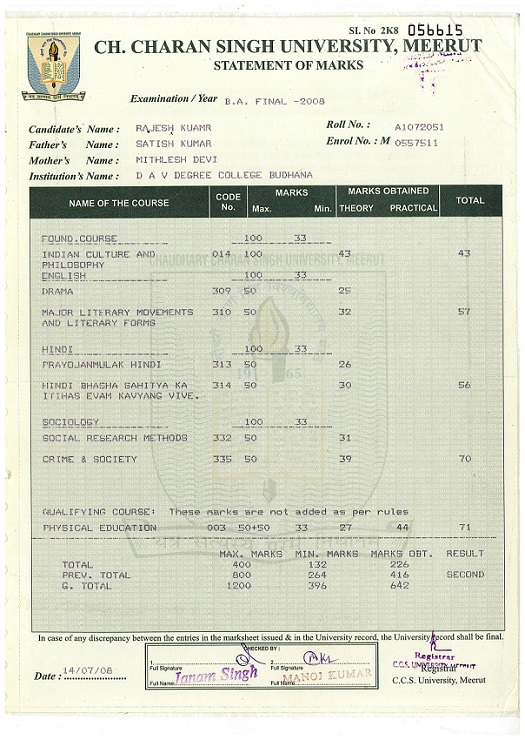 SI. No 2K8 056615
CH. CHARAN SINGH UNIVERSITY, MEERUT
STATEMENT OF MARKS
Examination / Year B.A. FINAL -2008
Candidate's Name : RAJESH KUAMR Roll No. : A1072051
Father's Name : SATISH KUMAR Enrol No. : M 0557511
Mother's Name : MITHLESH DEVI
Institution's Name : D A V DEGREE COLLEGE BUDHANA
NAME OF THE COURSE CODE No. MARKS Max. Min. MARKS OBTAINED THEORY PRACTICAL TOTAL
FOUND.COURSE 100 33
INDIAN CULTURE AND 014 100 43 43
PHILOSOPHY
ENGLISH 100 33
DRAMA 309 50 25
MAJOR LITERARY MOVEMENTS 310 50 32 57
AND LITERARY FORMS
HINDI 100 33
PRAYOJANMULAK HINDI 313 50 26
HINDI BHASHA SAHITYA KA 314 50 30 56
ITIHAS EVAM KAVYANG VIVE.
SOCIOLOGY 100 33
SOCIAL RESEARCH METHODS 332 50 31
CRIME & SOCIETY 335 50 39 70
QUALIFYING COURSE: These marks are not added as per rules
PHYSICAL EDUCATION 003 50+50 33 27 44 71
MAX. MARKS MIN. MARKS MARKS OBT. RESULT
TOTAL 400 132 226
PREV. TOTAL 800 264 416 SECOND
G. TOTAL 1200 396 642
In case of any discrepancy between the entries in the marksheet issued & in the University record, the University record shall be final.
CHECKED BY :
1. 2.
Full Signature Full Signature
Full Name Janam Singh Full Name MANOJ KUMAR
Registrar
C.C.S. UNIVERSITY MEERUT
Registrar
C.C.S. University, Meerut
Date : 14/07/08
CHAUDHARY CHARAN SINGH UNIVERSITY, MEERUT